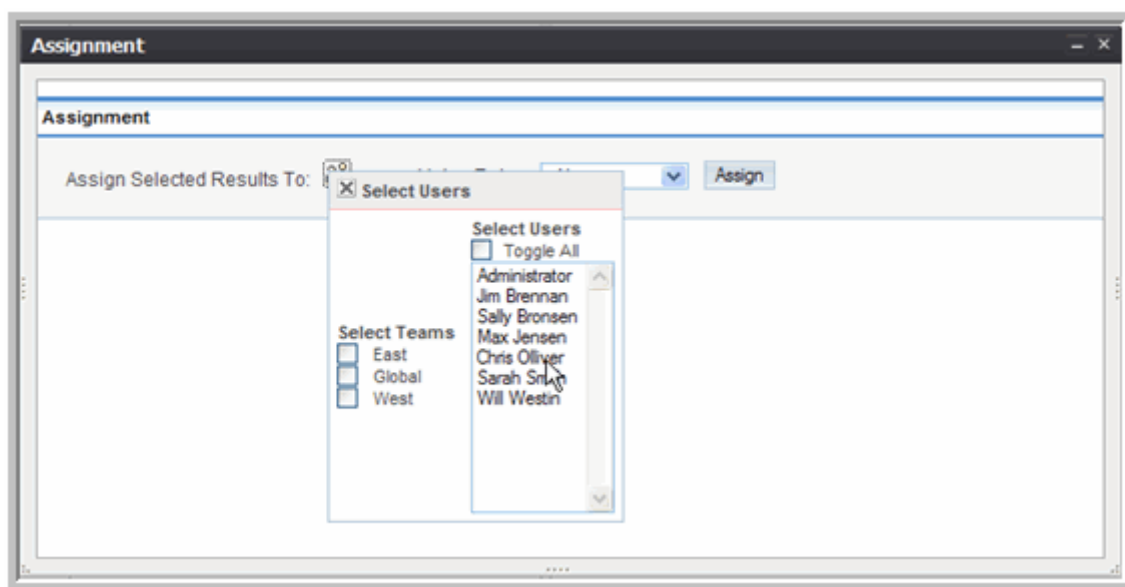 Assignment
Assignment
Assign Selected Results To:
Assign
Select Users
Select Users
Toggle All
Administrator
Jim Brennan
Sally Bronsen
Max Jensen
Select Teams
Chris Olliver
East
Sarah
Global
Will Westin
West